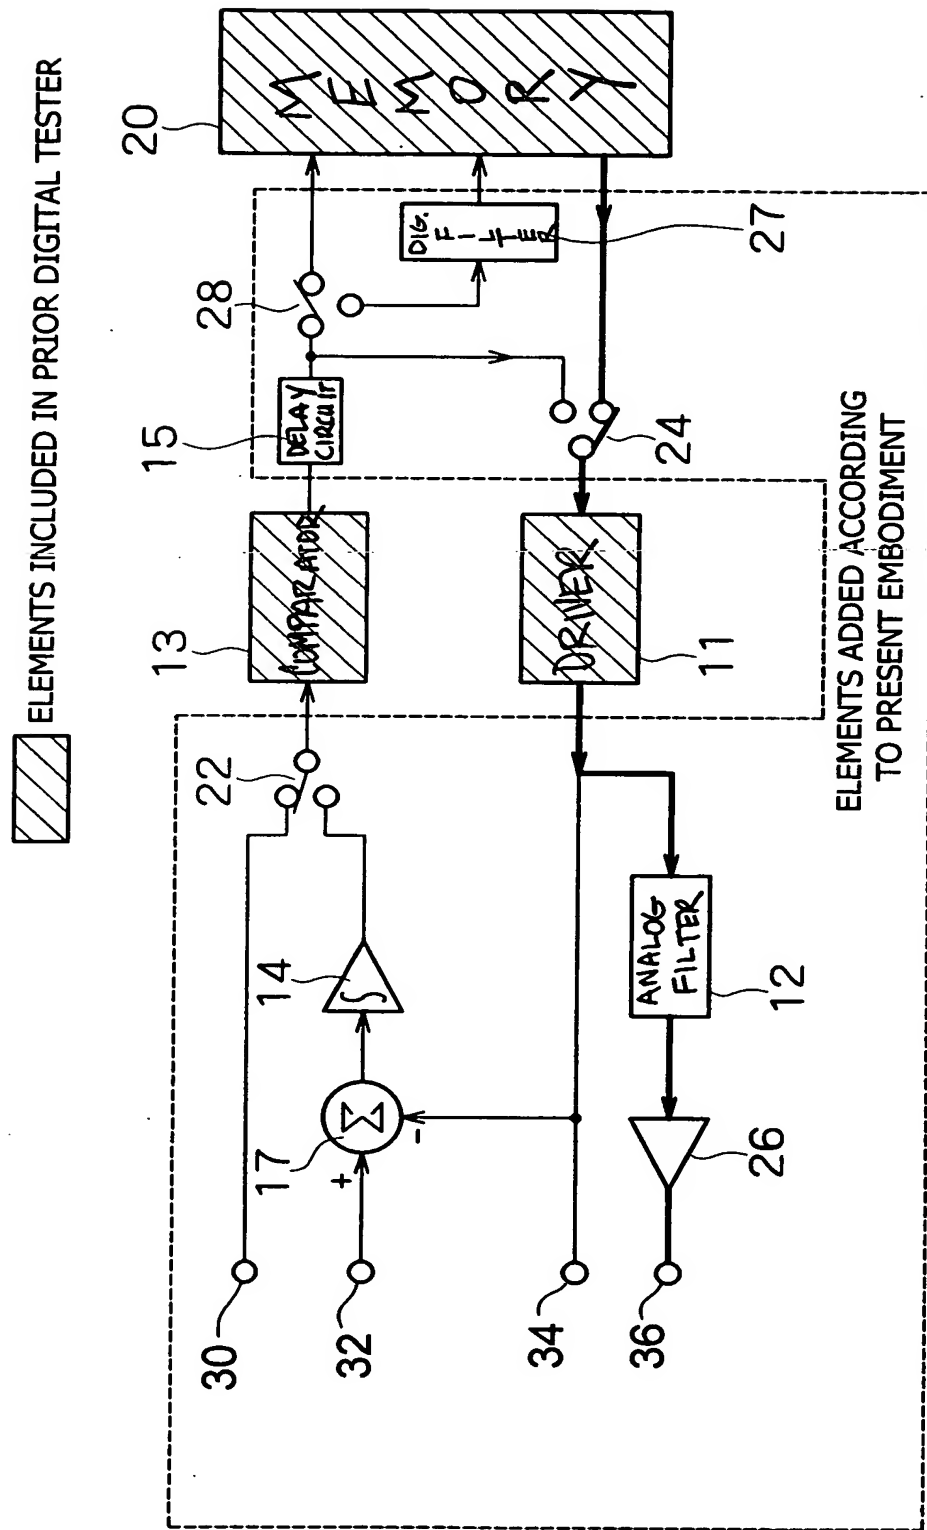 ELEMENTS INCLUDED IN PRIOR DIGITAL TESTER
30
22
13
15
28
20
COMPARATOR
DELAY
CIRCUIT
MEMORY
32
+
17
Σ
-
14
∫
DIG.
FILTER
27
34
DRIVER
11
24
36
26
ANALOG
FILTER
12
ELEMENTS ADDED ACCORDING
TO PRESENT EMBODIMENT